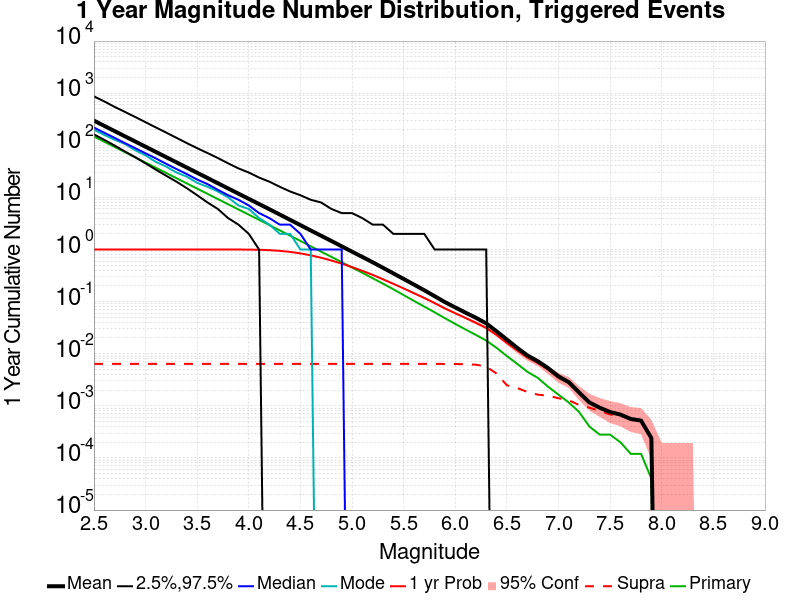 1 Year Magnitude Number Distribution, Triggered Events
1 Year Cumulative Number
10^4
10^3
10^2
10^1
10^0
10^-1
10^-2
10^-3
10^-4
10^-5
2.5 3.0 3.5 4.0 4.5 5.0 5.5 6.0 6.5 7.0 7.5 8.0 8.5 9.0
Magnitude
Mean 2.5%,97.5% Median Mode 1 yr Prob 95% Conf Supra Primary